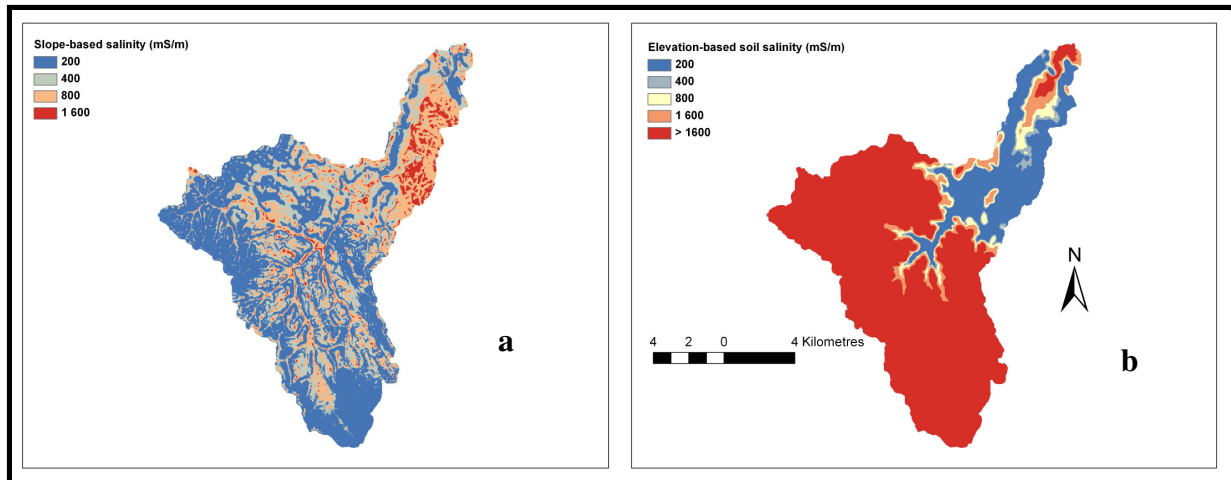 Slope-based salinity (mS/m)
200
400
800
1 600
a
Elevation-based soil salinity (mS/m)
200
400
800
1 600
> 1600
N
4 2 0 4 Kilometres
b